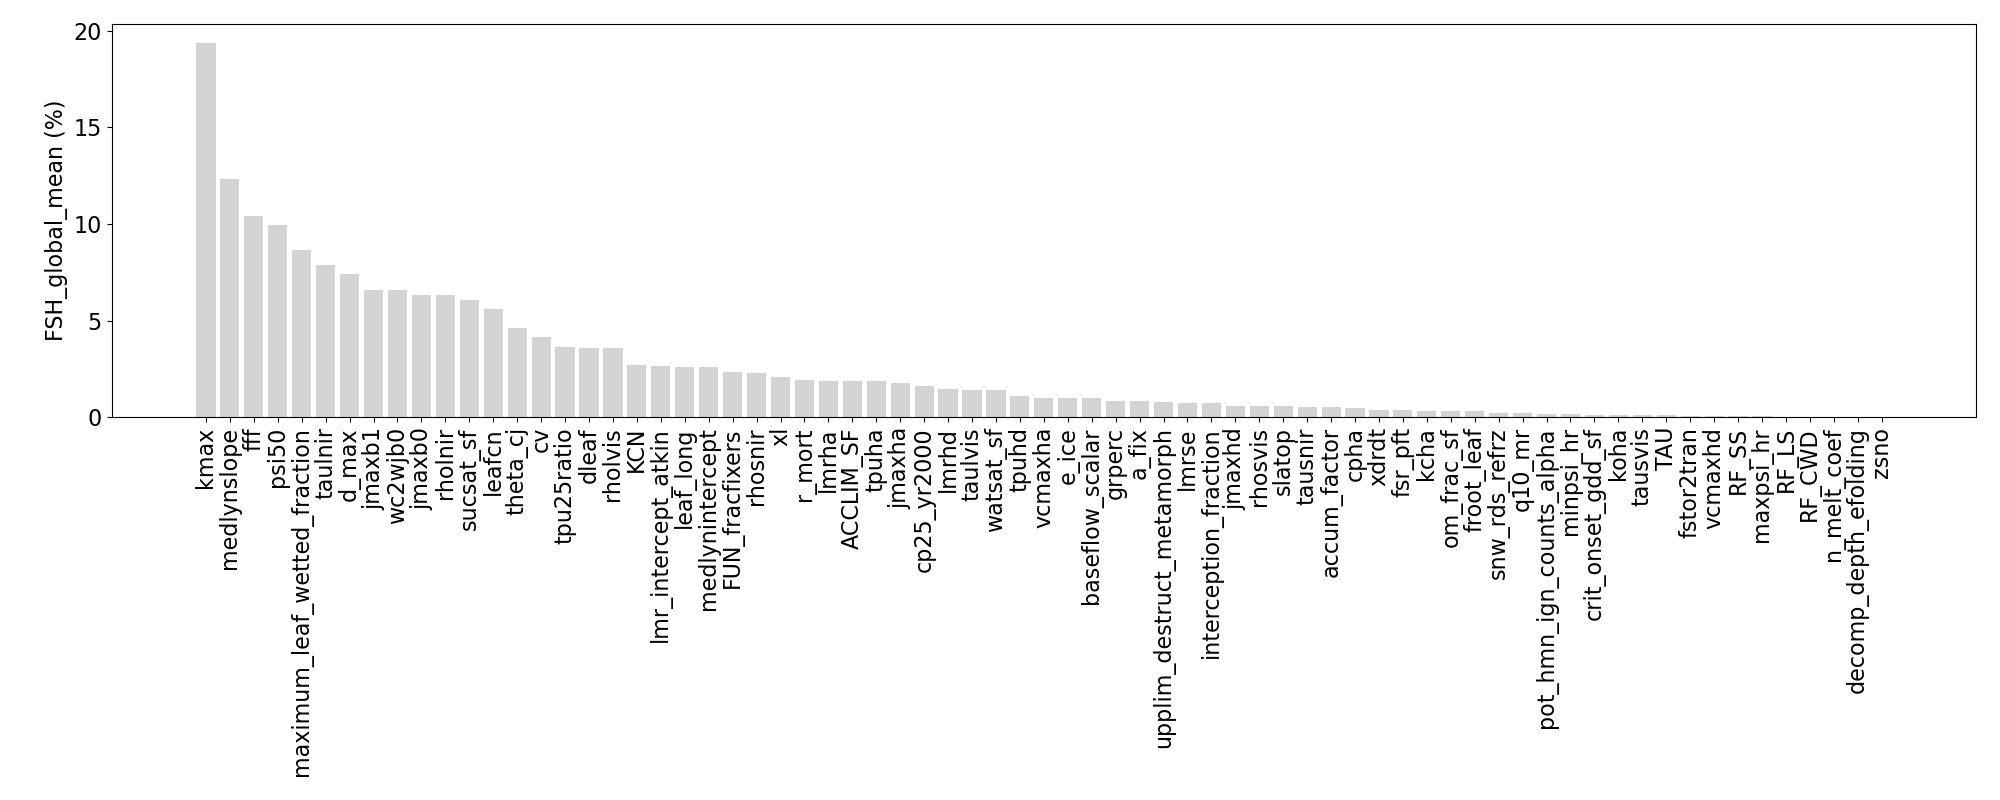 FSH_global_mean (%)
20
15
10
5
0
kmax
medlynslope
fff
psi50
maximum_leaf_wetted_fraction
taulnir
d_max
jmaxb1
wc2wjb0
jmaxb0
rholnir
sucsat_sf
leafcn
theta_cj
cv
tpu25ratio
dleaf
rholvis
KCN
lmr_intercept_atkin
leaf_long
medlynintercept
FUN_fracfixers
rhosnir
xl
r_mort
lmrha
ACCLIM_SF
tpuha
jmaxha
cp25_yr2000
lmrhd
taulvis
watsat_sf
tpuhd
vcmaxha
e_ice
baseflow_scalar
grperc
a_fix
upplim_destruct_metamorph
lmrse
interception_fraction
jmaxhd
rhosvis
slatop
tausnir
accum_factor
cpha
xdrdt
fsr_pft
kcha
om_frac_sf
froot_leaf
snw_rds_refrz
q10_mr
pot_hmn_ign_counts_alpha
minpsi_hr
crit_onset_gdd_sf
koha
tausvis
TAU
fstor2tran
vcmaxhd
RF_SS
maxpsi_hr
RF_LS
RF_CWD
n_melt_coef
decomp_depth_efolding
zsno